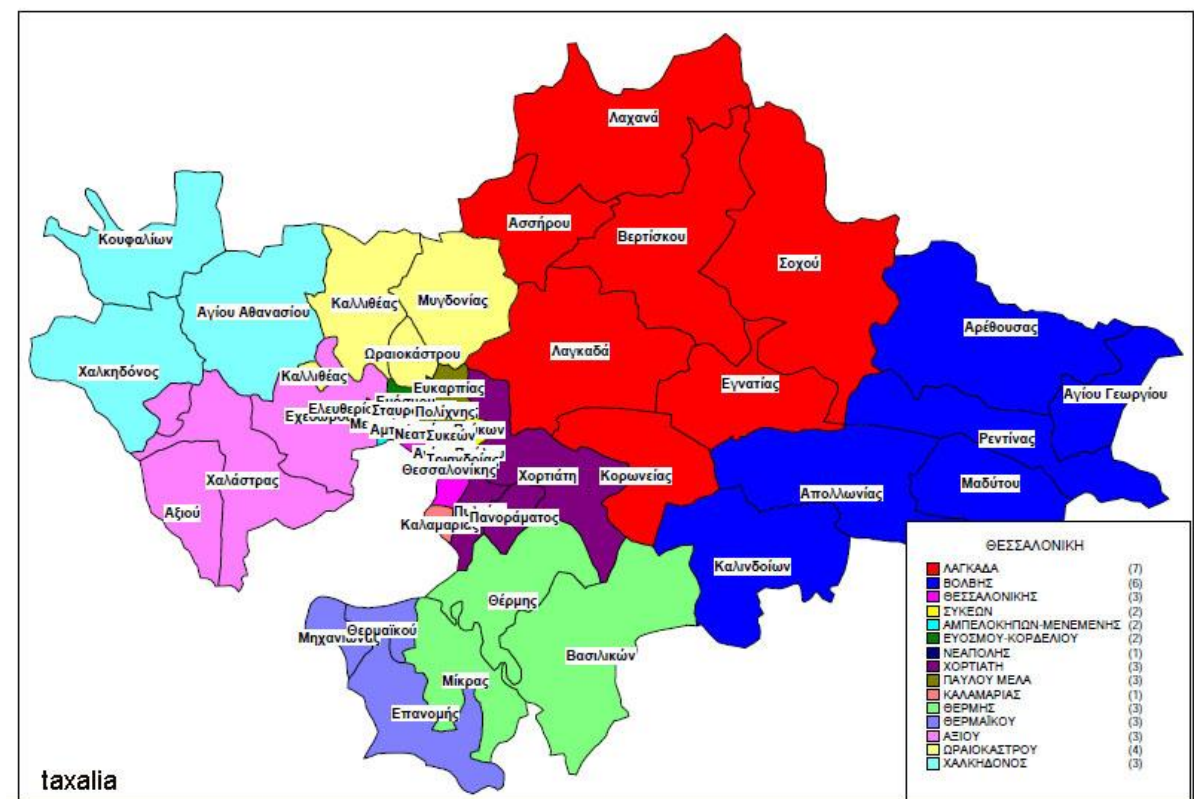 Λαχανά
Ασσήρου
Βερτίσκου
Κουφαλίων
Σοχού
Καλλιθέας
Μυγδονίας
Αγίου Αθανασίου
Αρέθουσας
Ωραιοκάστρου
Λαγκαδά
Χαλκηδόνος
Καλλιθέας
Ευκαρπίας
Εγνατίας
Αγίου Γεωργίου
Πολίχνης
Συκεών
Ρεντίνας
Θεσσαλονίκης
Χορτιάτη
Κορωνείας
Χαλάστρας
Μαδύτου
Απολλωνίας
Αξιού
Καλαμαριάς
Πανοράματος
Καλινδοίων
Θέρμης
Μηχανιώνας
Θερμαϊκού
Βασιλικών
Μίκρας
Επανομής
ΘΕΣΣΑΛΟΝΙΚΗ
ΛΑΓΚΑΔΑ (7)
ΒΟΛΒΗΣ (6)
ΘΕΣΣΑΛΟΝΙΚΗΣ (3)
ΣΥΚΕΩΝ (2)
ΑΜΠΕΛΟΚΗΠΩΝ-ΜΕΝΕΜΕΝΗΣ (2)
ΕΥΟΣΜΟΥ-ΚΟΡΔΕΛΙΟΥ (2)
ΝΕΑΠΟΛΗΣ (1)
ΧΟΡΤΙΑΤΗ (3)
ΠΑΥΛΟΥ ΜΕΛΑ (3)
ΚΑΛΑΜΑΡΙΑΣ (1)
ΘΕΡΜΗΣ (3)
ΘΕΡΜΑΪΚΟΥ (3)
ΑΞΙΟΥ (3)
ΩΡΑΙΟΚΑΣΤΡΟΥ (4)
ΧΑΛΚΗΔΟΝΟΣ (3)
taxalia